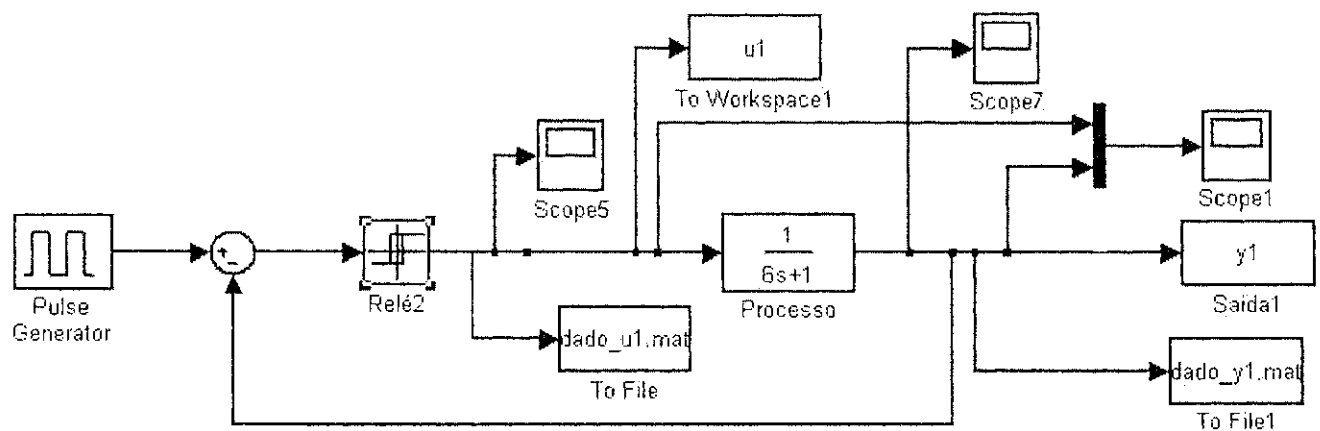 u1
To Workspace1
Scope7
Scope5
Scope1
Pulse
Generator
+
-
Relé2
1
6s+1
Processo
y1
Saída1
dado_u1.mat
To File
dado_y1.mat
To File1